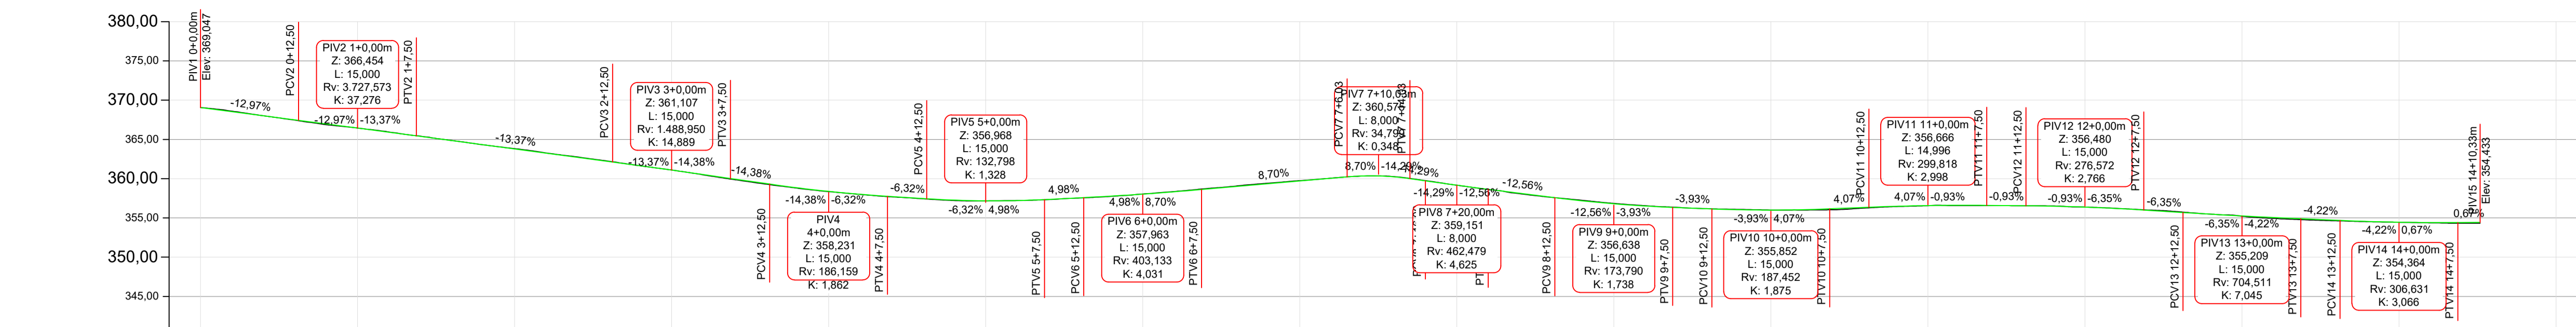 380,00
375,00
370,00
365,00
360,00
355,00
350,00
345,00
PIV1 0+0,00m
Elev: 369,047
-12,97%
PCV2 0+12,50
PIV2 1+0,00m
Z: 366,454
L: 15,000
Rv: 3.727,573
K: 37,276
-12,97% -13,37%
PTV2 1+7,50
-13,37%
PCV3 2+12,50
PIV3 3+0,00m
Z: 361,107
L: 15,000
Rv: 1.488,950
K: 14,889
-13,37% -14,38%
PTV3 3+7,50
-14,38%
PCV4 3+12,50
-14,38% -6,32%
PIV4
4+0,00m
Z: 358,231
L: 15,000
Rv: 186,159
K: 1,862
PTV4 4+7,50
-6,32%
PCV5 4+12,50
PIV5 5+0,00m
Z: 356,968
L: 15,000
Rv: 132,798
K: 1,328
-6,32% 4,98%
PTV5 5+7,50
4,98%
PCV6 5+12,50
4,98% 8,70%
PIV6 6+0,00m
Z: 357,963
L: 15,000
Rv: 403,133
K: 4,031
PTV6 6+7,50
8,70%
PCV7 7+6,03
PIV7 7+10,03m
L: 8,000
K: 0,348
8,70% -14,29%
-14,29%
-14,29% -12,56%
PIV8 7+20,00m
Z: 359,151
L: 8,000
Rv: 462,479
K: 4,625
-12,56%
PCV9 8+12,50
-12,56% -3,93%
PIV9 9+0,00m
Z: 356,638
L: 15,000
Rv: 173,790
K: 1,738
PTV9 9+7,50
-3,93%
PCV10 9+12,50
-3,93% 4,07%
PIV10 10+0,00m
Z: 355,852
L: 15,000
Rv: 187,452
K: 1,875
PTV10 10+7,50
4,07%
PCV11 10+12,50
PIV11 11+0,00m
Z: 356,666
L: 14,996
Rv: 299,818
K: 2,998
4,07% -0,93%
PTV11 11+7,50
-0,93%
PCV12 11+12,50
PIV12 12+0,00m
Z: 356,480
L: 15,000
Rv: 276,572
K: 2,766
-0,93% -6,35%
PTV12 12+7,50
-6,35%
PCV13 12+12,50
-6,35% -4,22%
PIV13 13+0,00m
Z: 355,209
L: 15,000
Rv: 704,511
K: 7,045
PTV13 13+7,50
-4,22%
PCV14 13+12,50
-4,22% 0,67%
PIV14 14+0,00m
Z: 354,364
L: 15,000
Rv: 306,631
K: 3,066
PTV14 14+7,50
0,67%
PIV15 14+10,33m
Elev: 354,433